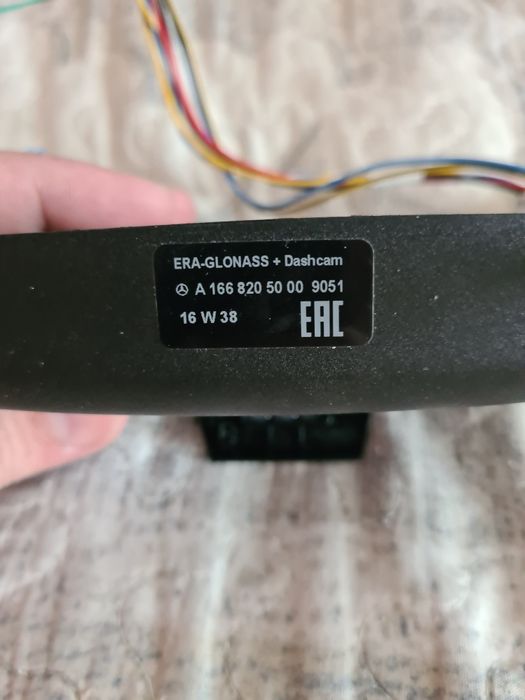 ERA-GLONASS + Dashcam
A 166 820 50 00 9051
16 W 38
EAC